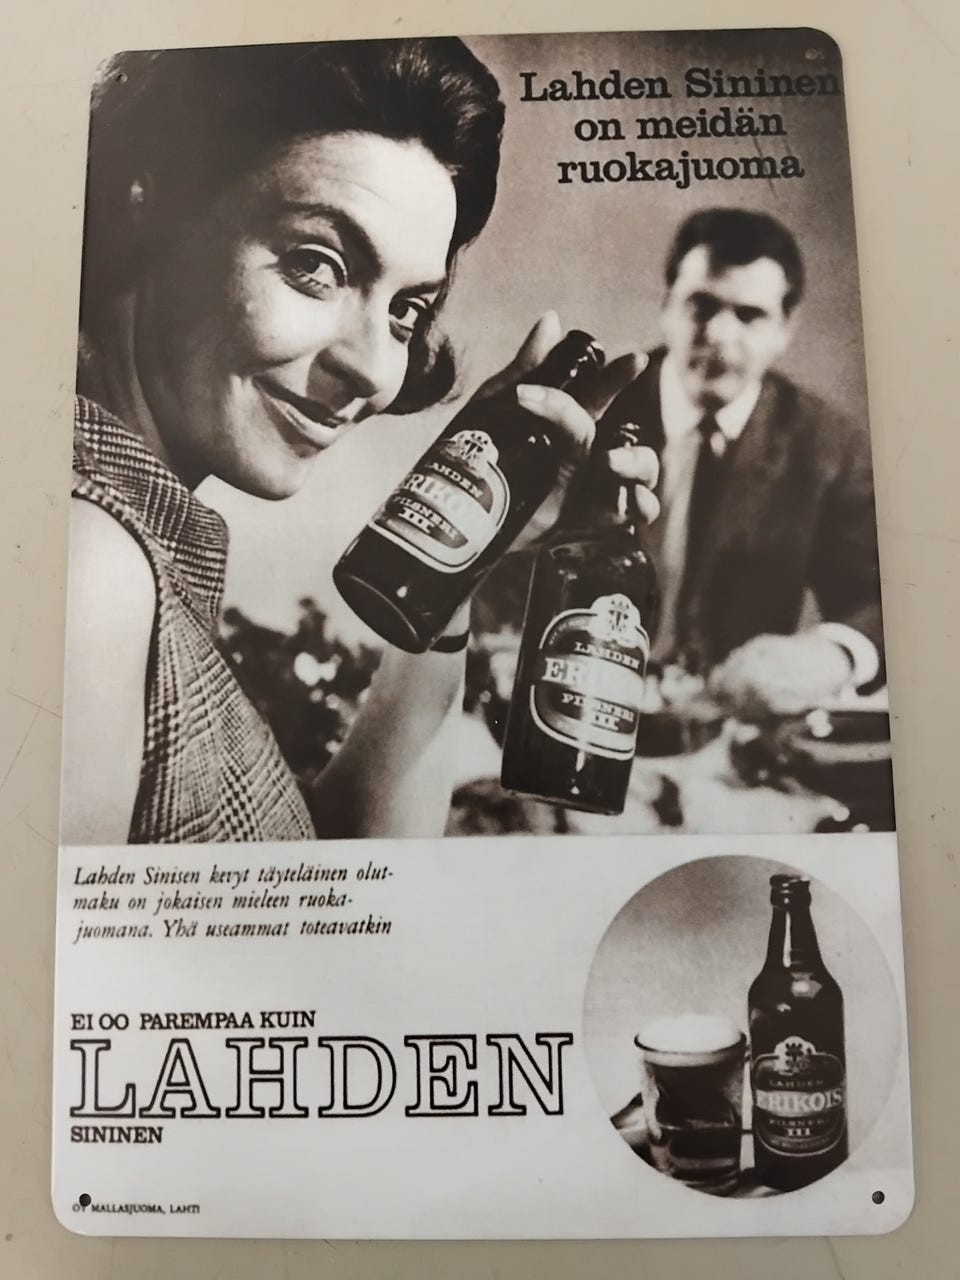 Lahden Sininen
on meidän
ruokajuoma
LAHDEN
PILSNERI
III
LAHDEN
PILSNERI
III
Lahden Sinisen kevyt täyteläinen olut-
maku on jokaisen mieleen ruoka-
juomana. Yhä useammat toteavatkin
EI OO PAREMPAA KUIN
LAHDEN
SININEN
LAHDEN
ERIKOIS
PILSNERI
III
OY MALLASJUOMA, LAHTI